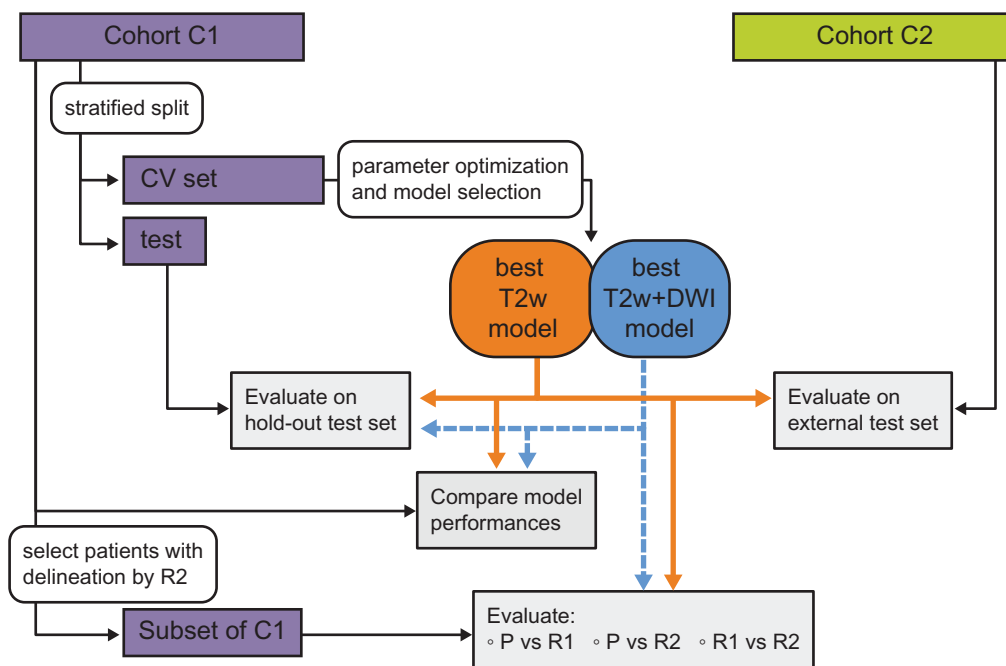 Cohort C1
Cohort C2
stratified split
CV set
parameter optimization
and model selection
test
best
T2w
model
best
T2w+DWI
model
Evaluate on
hold-out test set
Evaluate on
external test set
Compare model
performances
select patients with
delineation by R2
Subset of C1
Evaluate:
◦ P vs R1 ◦ P vs R2 ◦ R1 vs R2